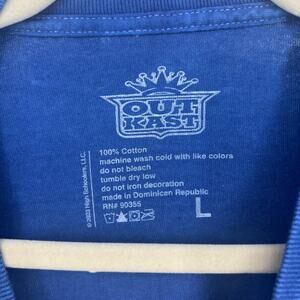 OUT
KAST
100% Cotton
machine wash cold with like colors
do not bleach
tumble dry low
do not iron decoration
made in Dominican Republic
RN# 90355
L
© 2003 High Schoolers, LLC.